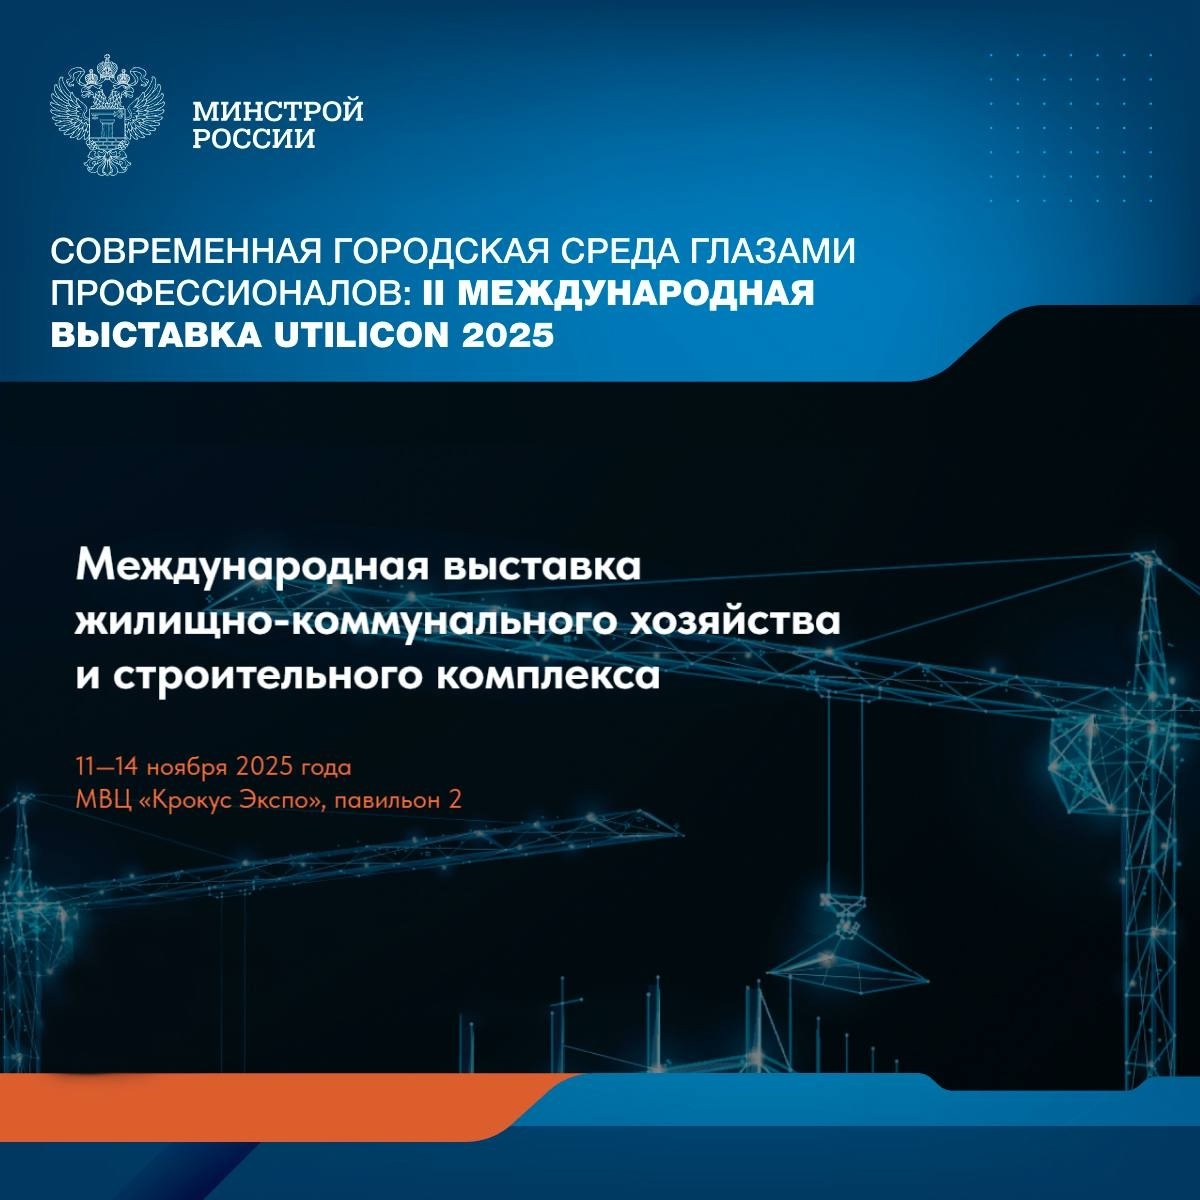 МИНСТРОЙ
РОССИИ
СОВРЕМЕННАЯ ГОРОДСКАЯ СРЕДА ГЛАЗАМИ
ПРОФЕССИОНАЛОВ: II МЕЖДУНАРОДНАЯ
ВЫСТАВКА UTILICON 2025
Международная выставка
жилищно-коммунального хозяйства
и строительного комплекса
11—14 ноября 2025 года
МВЦ «Крокус Экспо», павильон 2